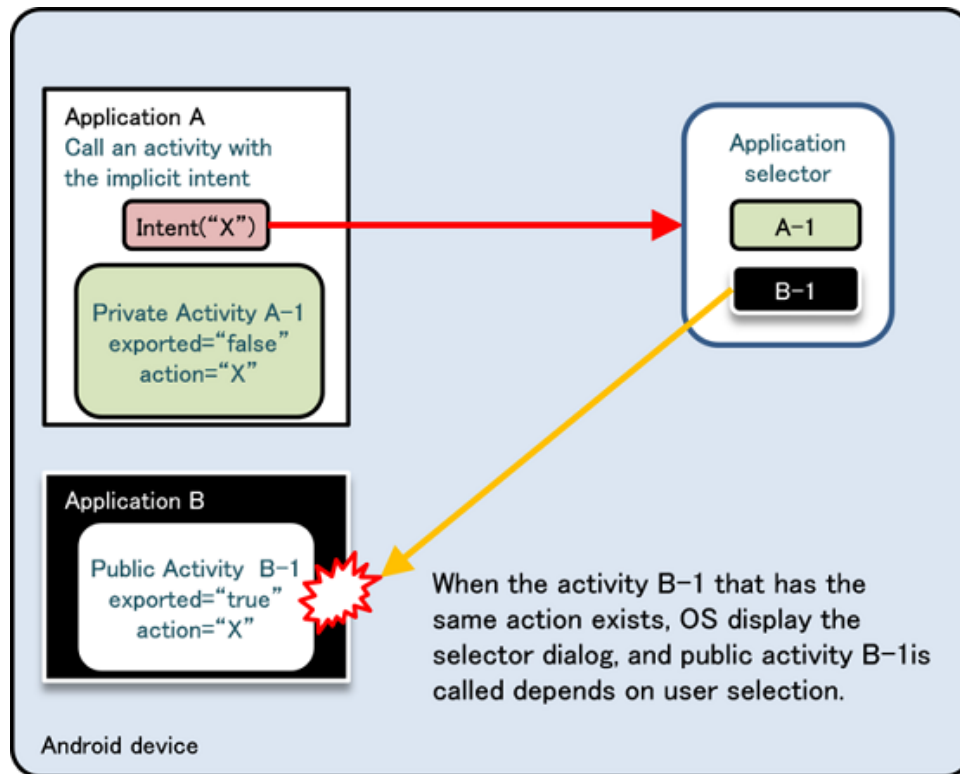 Application A
Call an activity with
the implicit intent
Intent(“X”)
Private Activity A-1
exported=“false”
action=“X”
Application
selector
A-1
B-1
Application B
Public Activity B-1
exported=“true”
action=“X”
When the activity B-1 that has the
same action exists, OS display the
selector dialog, and public activity B-1is
called depends on user selection.
Android device